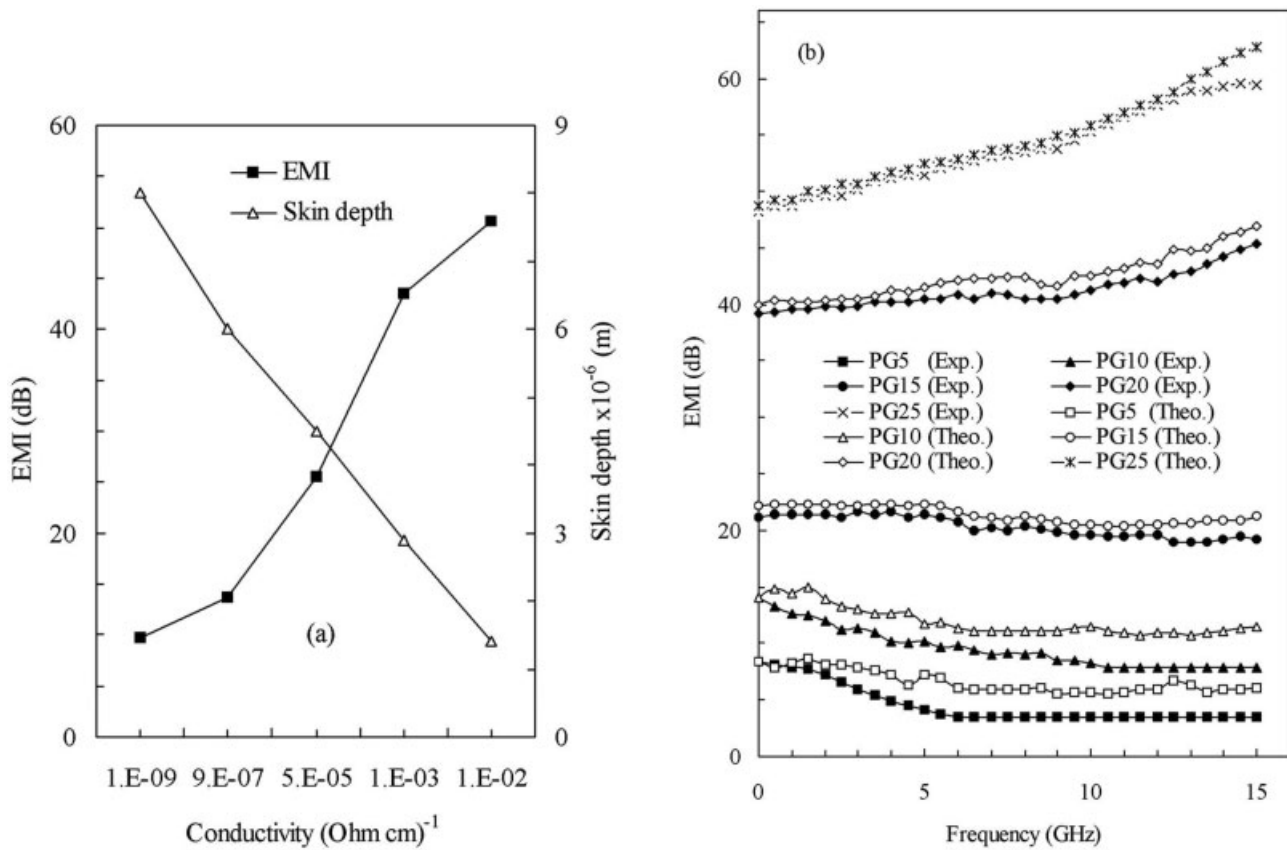 60
40
20
0
EMI (dB)
EMI
Skin depth
(a)
9
6
3
0
Skin depth x10⁻⁶ (m)
1.E-09 9.E-07 5.E-05 1.E-03 1.E-02
Conductivity (Ohm cm)⁻¹
(b)
60
40
20
0
EMI (dB)
PG5 (Exp.) PG10 (Exp.)
PG15 (Exp.) PG20 (Exp.)
PG25 (Exp.) PG5 (Theo.)
PG10 (Theo.) PG15 (Theo.)
PG20 (Theo.) PG25 (Theo.)
0 5 10 15
Frequency (GHz)